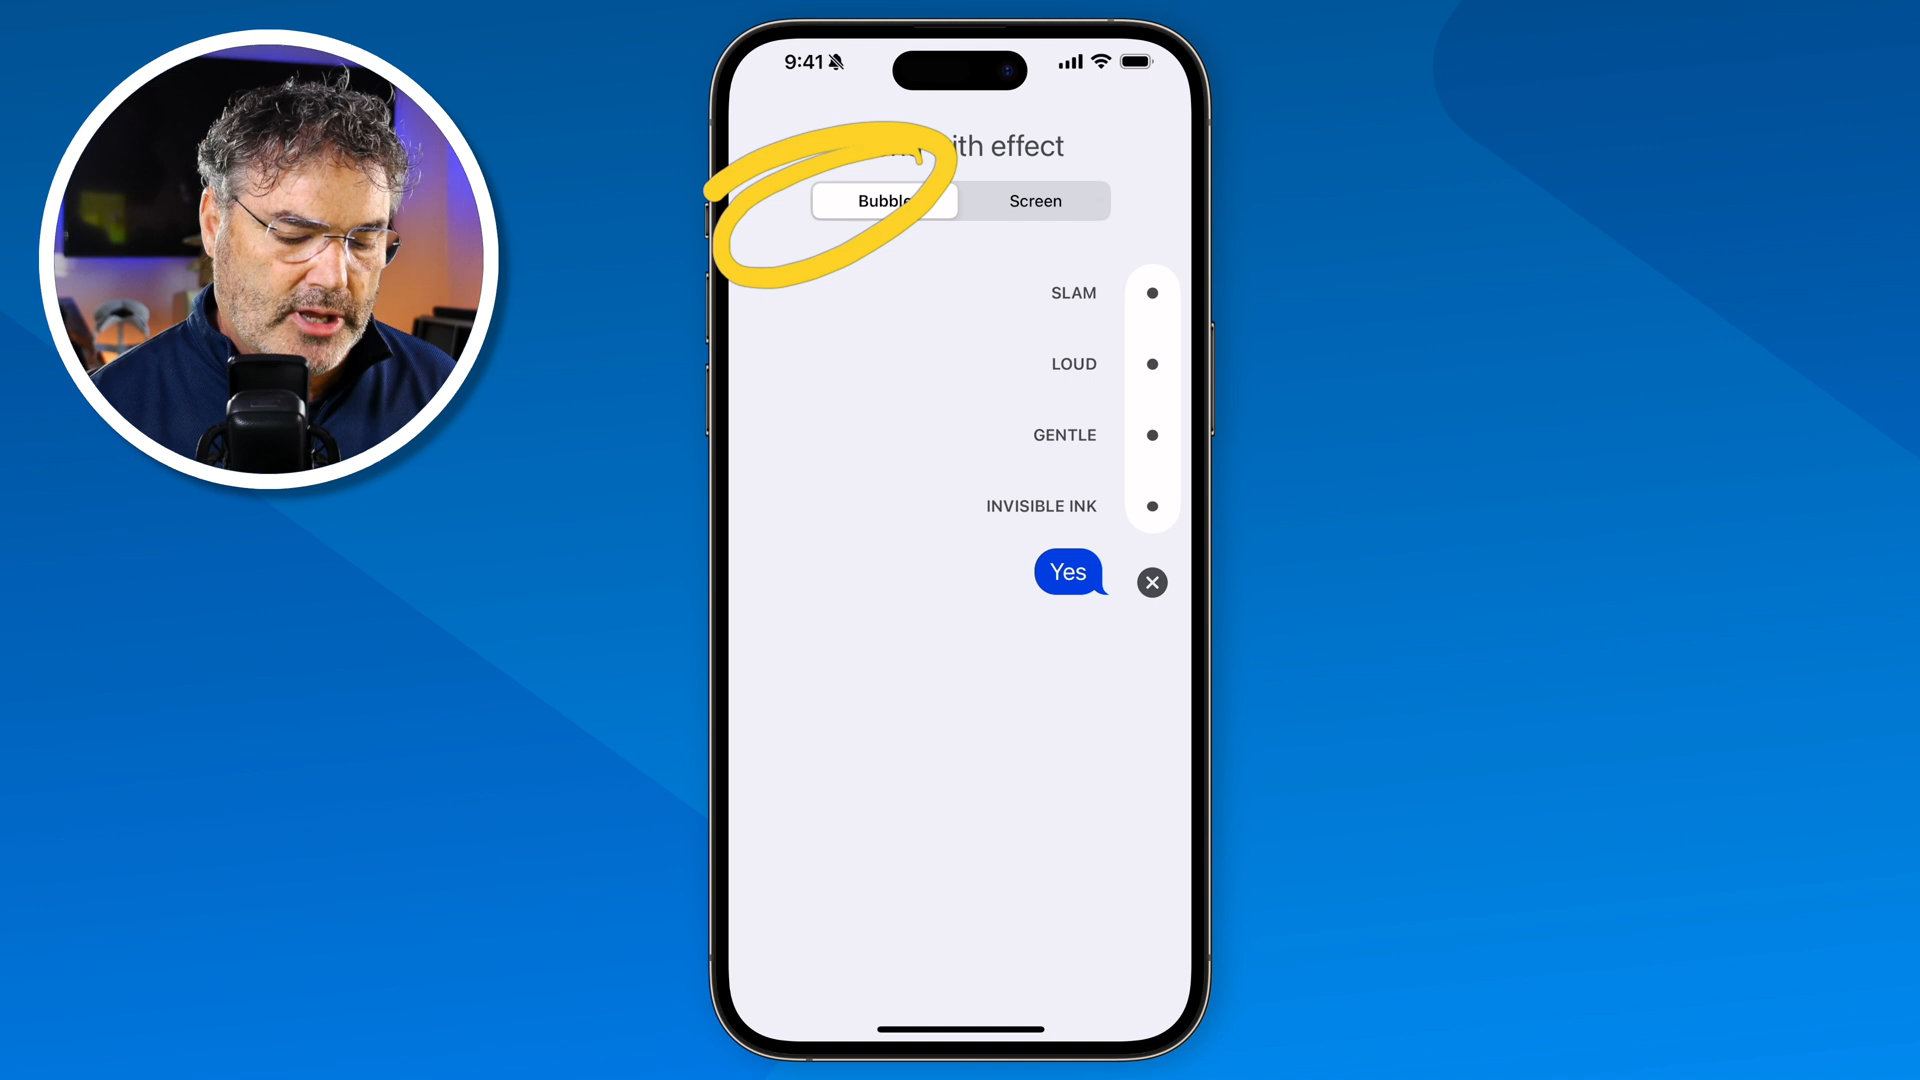 9:41
ith effect
Bubble
Screen
SLAM
LOUD
GENTLE
INVISIBLE INK
Yes